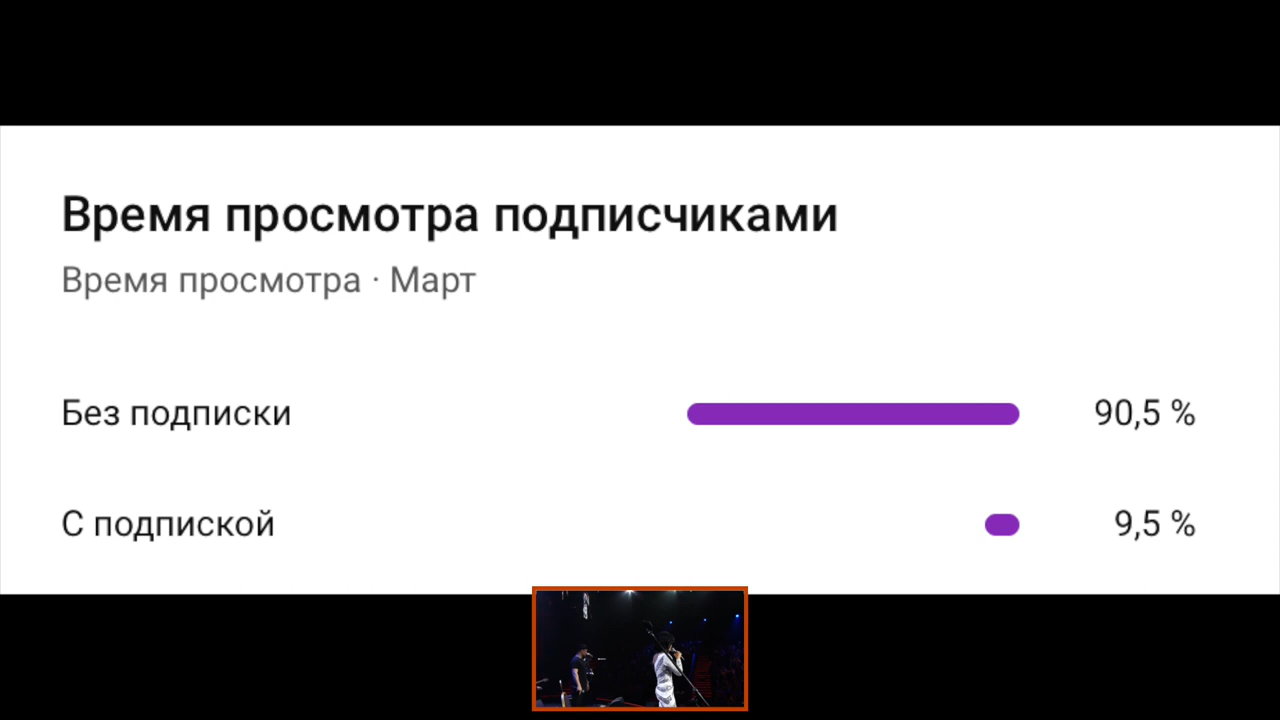 Время просмотра подписчиками
Время просмотра · Март
Без подписки 90,5 %
С подпиской 9,5 %